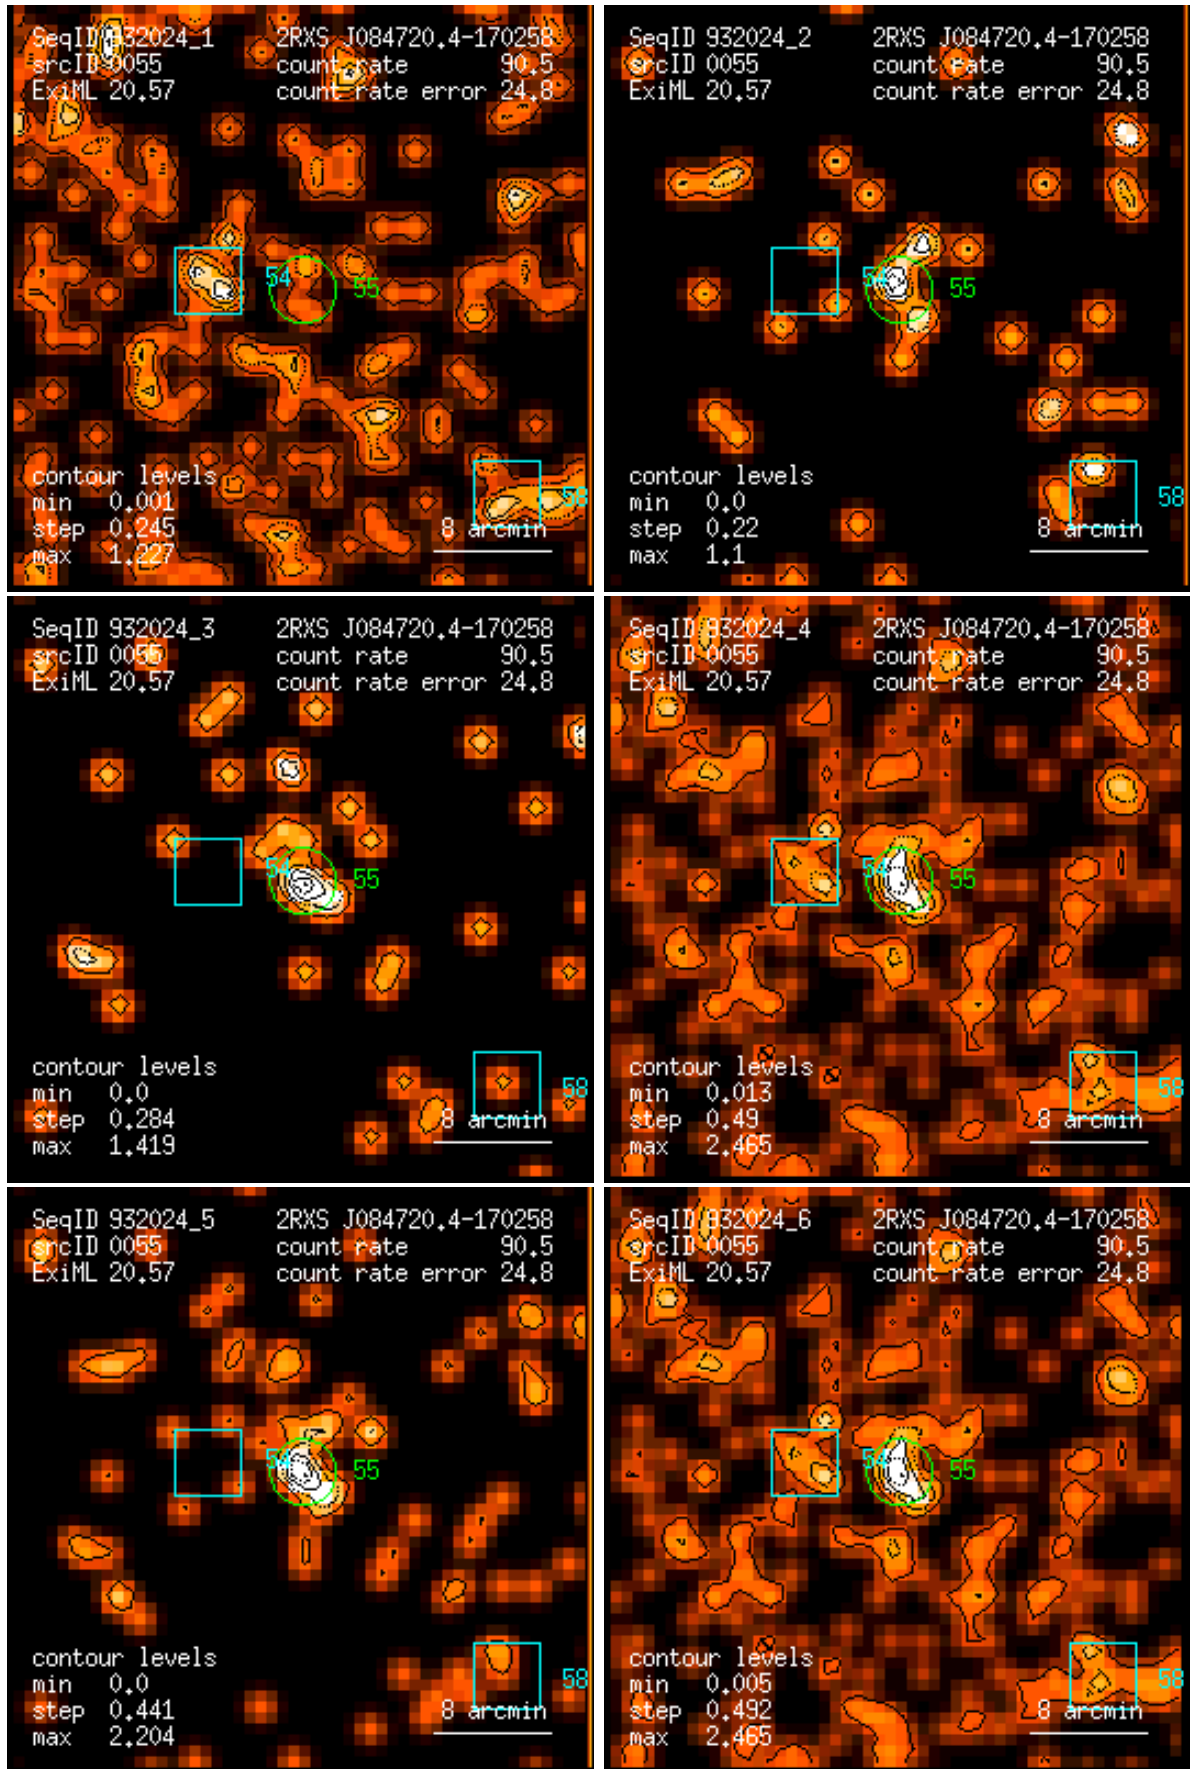 SeqID 932024_1 2RXS J084720.4-170258
srcID 0055 count rate 90.5
ExiML 20.57 count rate error 24.8
54 55
contour levels
min 0.001
58
step 0.245 8 arcmin
max 1.227
SeqID 932024_2 2RXS J084720.4-170258
srcID 0055 count rate 90.5
ExiML 20.57 count rate error 24.8
54 55
contour levels
min 0.0
58
step 0.22 8 arcmin
max 1.1
SeqID 932024_3 2RXS J084720.4-170258
srcID 0055 count rate 90.5
ExiML 20.57 count rate error 24.8
54 55
contour levels
min 0.0
58
step 0.284 8 arcmin
max 1.419
SeqID 932024_4 2RXS J084720.4-170258
srcID 0055 count rate 90.5
ExiML 20.57 count rate error 24.8
54 55
contour levels
min 0.013
58
step 0.49 8 arcmin
max 2.465
SeqID 932024_5 2RXS J084720.4-170258
srcID 0055 count rate 90.5
ExiML 20.57 count rate error 24.8
54 55
contour levels
min 0.0
58
step 0.441 8 arcmin
max 2.204
SeqID 932024_6 2RXS J084720.4-170258
srcID 0055 count rate 90.5
ExiML 20.57 count rate error 24.8
54 55
contour levels
min 0.005
58
step 0.492 8 arcmin
max 2.465